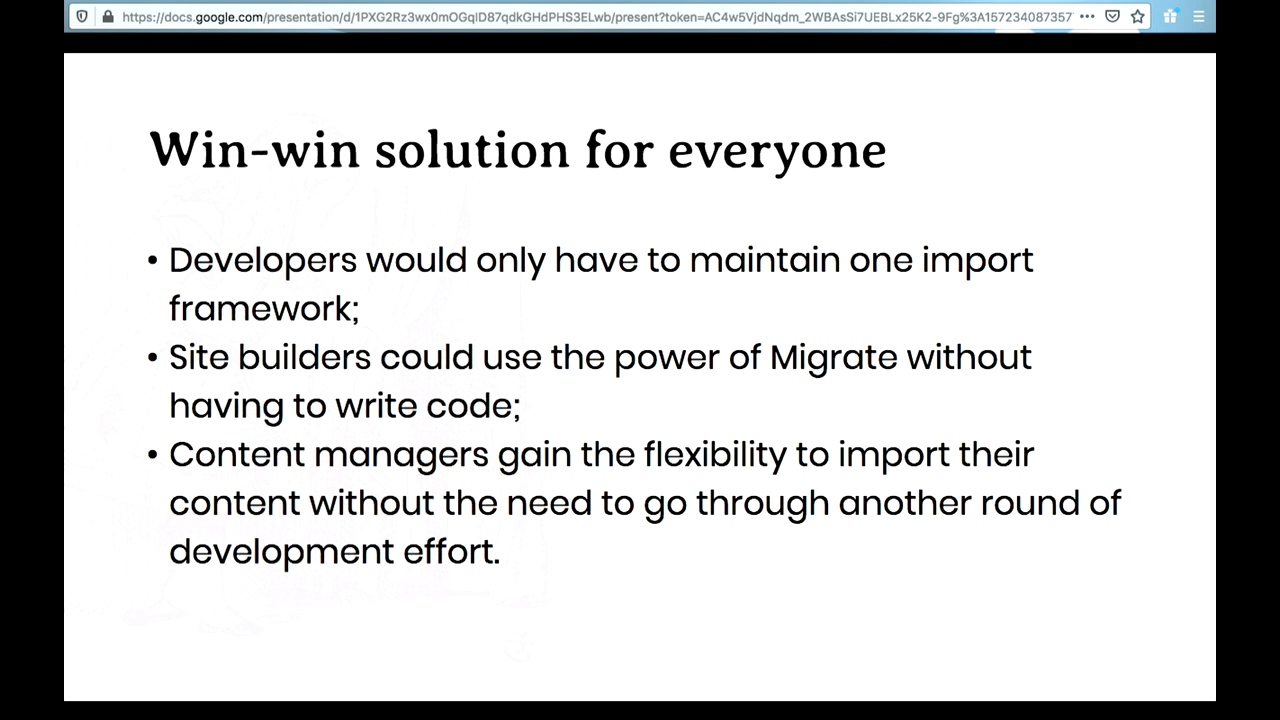 https://docs.google.com/presentation/d/1PXG2Rz3wx0mOGqID87qdkGHdPHS3ELwb/present?token=AC4w5VjdNqdm_2WBAsSi7UEBLx25K2-9Fg%3A157234087357
Win-win solution for everyone
• Developers would only have to maintain one import
framework;
• Site builders could use the power of Migrate without
having to write code;
• Content managers gain the flexibility to import their
content without the need to go through another round of
development effort.